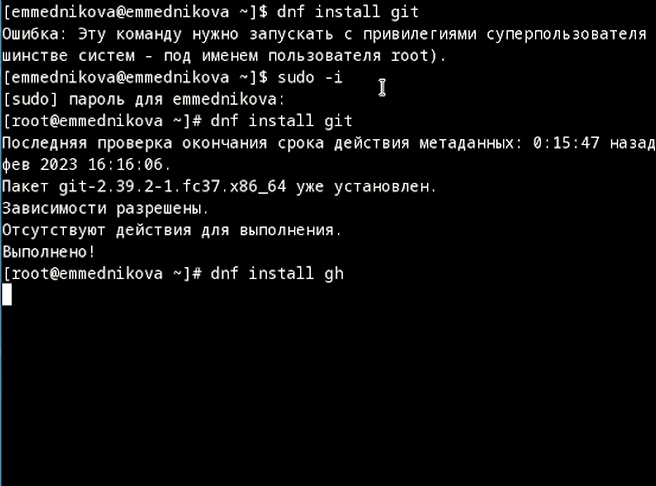 [emmednikova@emmednikova ~]$ dnf install git
Ошибка: Эту команду нужно запускать с привилегиями суперпользователя
шинстве систем - под именем пользователя root).
[emmednikova@emmednikova ~]$ sudo -i
[sudo] пароль для emmednikova:
[root@emmednikova ~]# dnf install git
Последняя проверка окончания срока действия метаданных: 0:15:47 назад
фев 2023 16:16:06.
Пакет git-2.39.2-1.fc37.x86_64 уже установлен.
Зависимости разрешены.
Отсутствуют действия для выполнения.
Выполнено!
[root@emmednikova ~]# dnf install gh